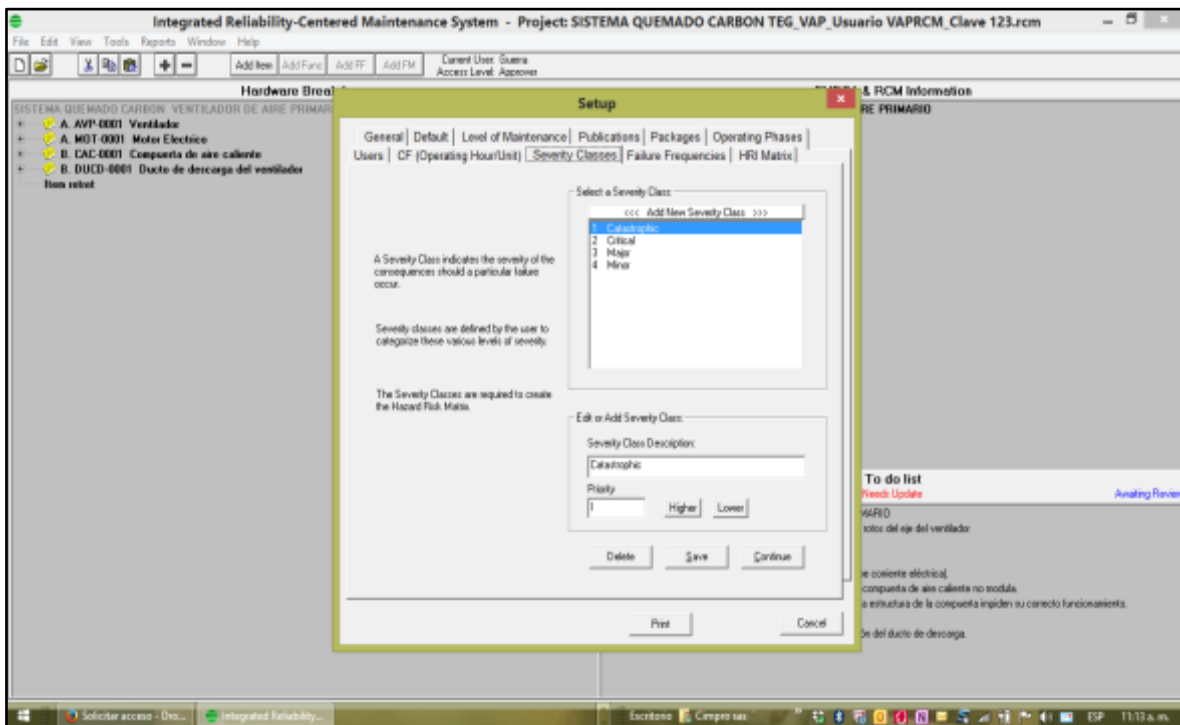 Integrated Reliability-Centered Maintenance System - Project: SISTEMA QUEMADO CARBON TEG_VAP_Usuario VAPRCM_Clave 123.rcm
File Edit View Tools Reports Window Help
Add Item Add Func Add FF Add FM
Current User: Guerra
Access Level: Approver
Hardware Brea
& RCM Information
SISTEMA QUEMADO CARBON VENTILADOR DE AIRE PRIMAR
RE PRIMARIO
A. AVP-0001 Ventilador
A. MOT-0001 Motor Electrico
B. CAC-0001 Compuerta de aire caliente
B. DUCD-0001 Ducto de descarga del ventilador
Setup
General Default Level of Maintenance Publications Packages Operating Phases
Users CF (Operating Hour/Unit) Severity Classes Failure Frequencies HRI Matrix
Select a Severity Class:
<<< Add New Severity Class >>>
1 Catastrophic
2 Critical
3 Major
4 Minor
A Severity Class indicates the severity of the
consequences should a particular failure
occur.
Severity classes are defined by the user to
categorize these various levels of severity.
The Severity Classes are required to create
the Hazard Risk Matrix.
Edit or Add Severity Class:
Severity Class Description:
Catastrophic
Priority
1
Higher Lower
Delete Save Continue
Print Cancel
To do list
Needs Update
Awaiting Review
MARIO
rotos del eje del ventilador
e corriente eléctrica(
compuerta de aire caliente no modula.
a estructura de la compuerta impiden su correcto funcionamiento.
ón del ducto de descarga.
Solicitar acceso - Dro...
Integrated Reliability...
Escritorio
Cimpro sas
ESP 11:13 a. m.